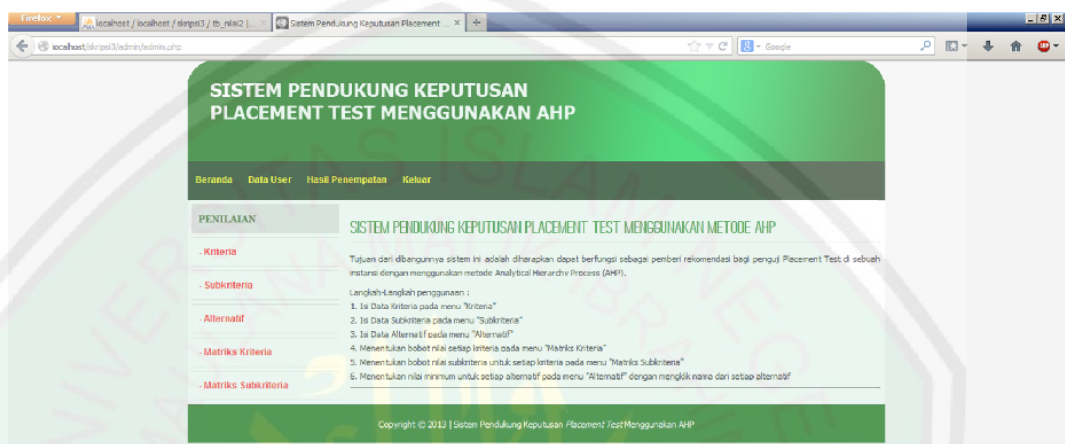 Firefox
localhost / localhost / skripsi3 / tb_nilai2 | ...
Sistem Pendukung Keputusan Placement ...
localhost/skripsi3/admin/admin.php
Google
SISTEM PENDUKUNG KEPUTUSAN
PLACEMENT TEST MENGGUNAKAN AHP
Beranda Data User Hasil Penempatan Keluar
PENILAIAN
- Kriteria
- Subkriteria
- Alternatif
- Matriks Kriteria
- Matriks Subkriteria
SISTEM PENDUKUNG KEPUTUSAN PLACEMENT TEST MENGGUNAKAN METODE AHP
Tujuan dari dibangunnya sistem ini adalah diharapkan dapat berfungsi sebagai pemberi rekomendasi bagi penguji Placement Test di sebuah
instansi dengan menggunakan metode Analytical Hierarchy Process (AHP).
Langkah-Langkah penggunaan :
1. Isi Data Kriteria pada menu "Kriteria"
2. Isi Data Subkriteria pada menu "Subkriteria"
3. Isi Data Alternatif pada menu "Alternatif"
4. Menentukan bobot nilai setiap kriteria pada menu "Matriks Kriteria"
5. Menentukan bobot nilai subkriteria untuk setiap kriteria pada menu "Matriks Subkriteria"
6. Menentukan nilai minimum untuk setiap alternatif pada menu "Alternatif" dengan mengklik nama dari setiap alternatif
Copyright © 2013 | Sistem Pendukung Keputusan Placement Test Menggunakan AHP